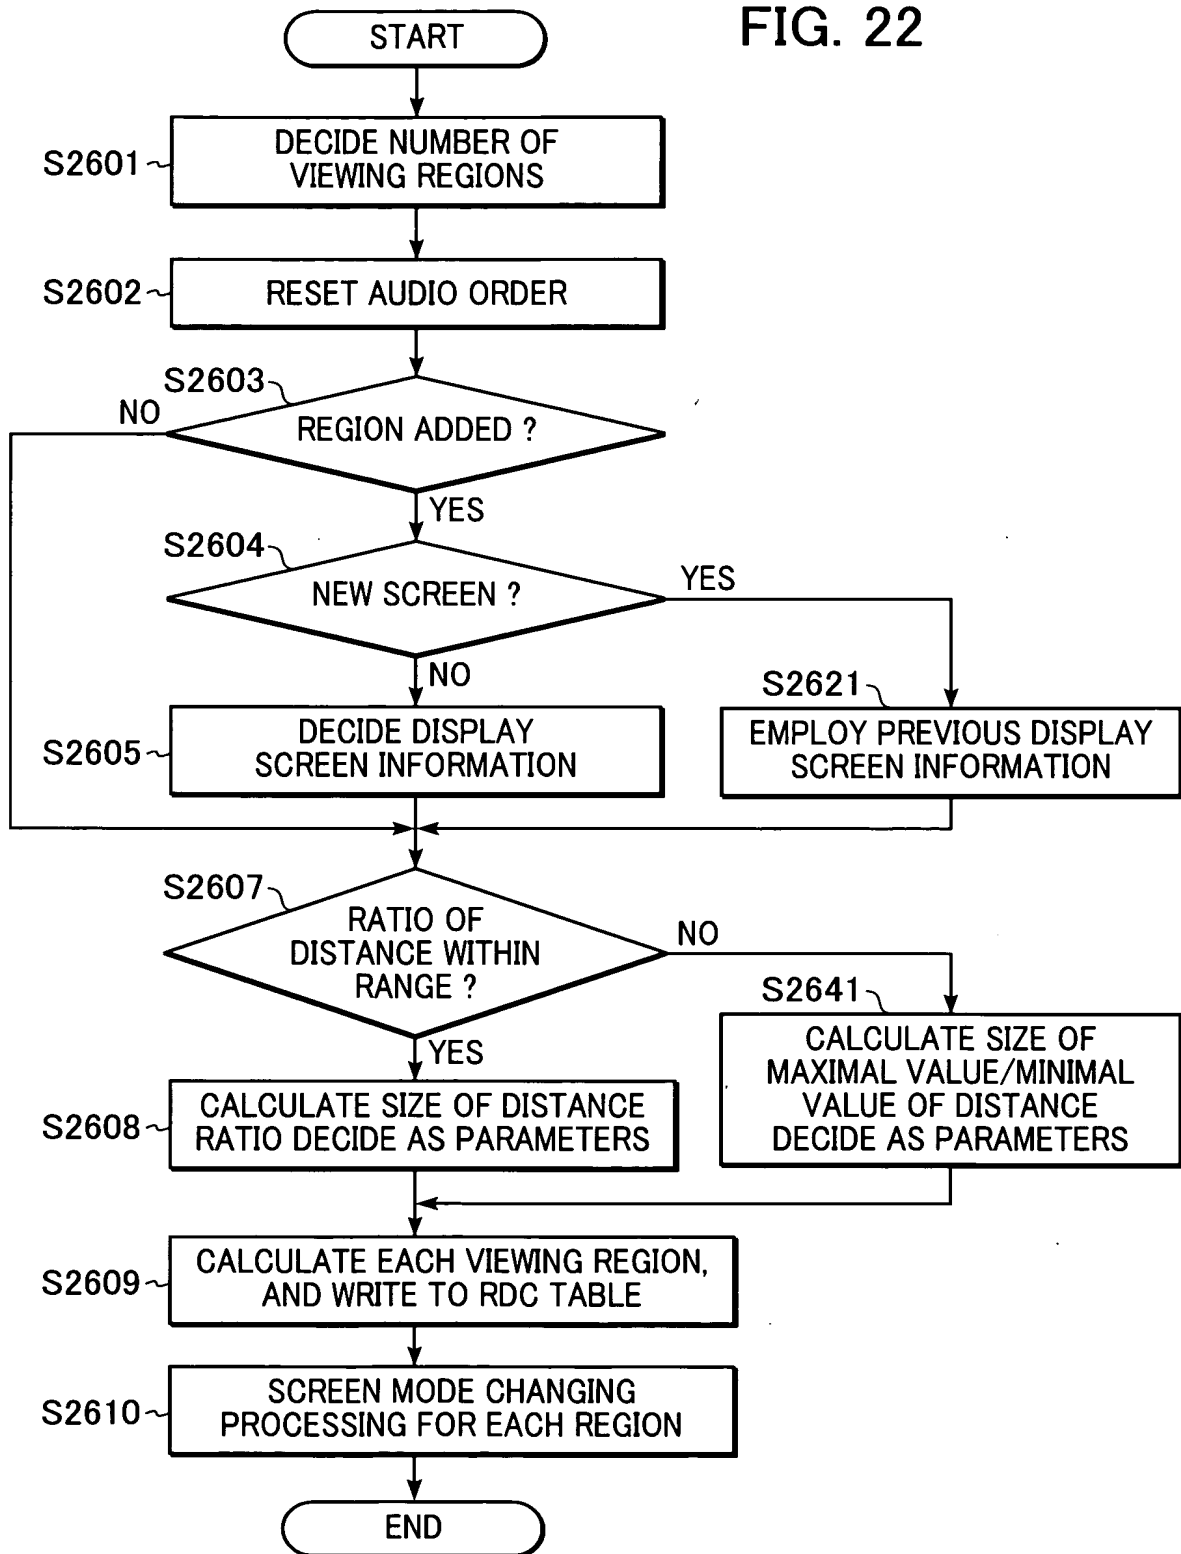 FIG. 22
START
S2601
DECIDE NUMBER OF
VIEWING REGIONS
S2602
RESET AUDIO ORDER
S2603
NO
REGION ADDED ?
YES
S2604
NEW SCREEN ?
YES
NO
S2605
DECIDE DISPLAY
SCREEN INFORMATION
S2621
EMPLOY PREVIOUS DISPLAY
SCREEN INFORMATION
S2607
RATIO OF
DISTANCE WITHIN
RANGE ?
NO
YES
S2641
CALCULATE SIZE OF
MAXIMAL VALUE/MINIMAL
VALUE OF DISTANCE
DECIDE AS PARAMETERS
S2608
CALCULATE SIZE OF DISTANCE
RATIO DECIDE AS PARAMETERS
S2609
CALCULATE EACH VIEWING REGION,
AND WRITE TO RDC TABLE
S2610
SCREEN MODE CHANGING
PROCESSING FOR EACH REGION
END